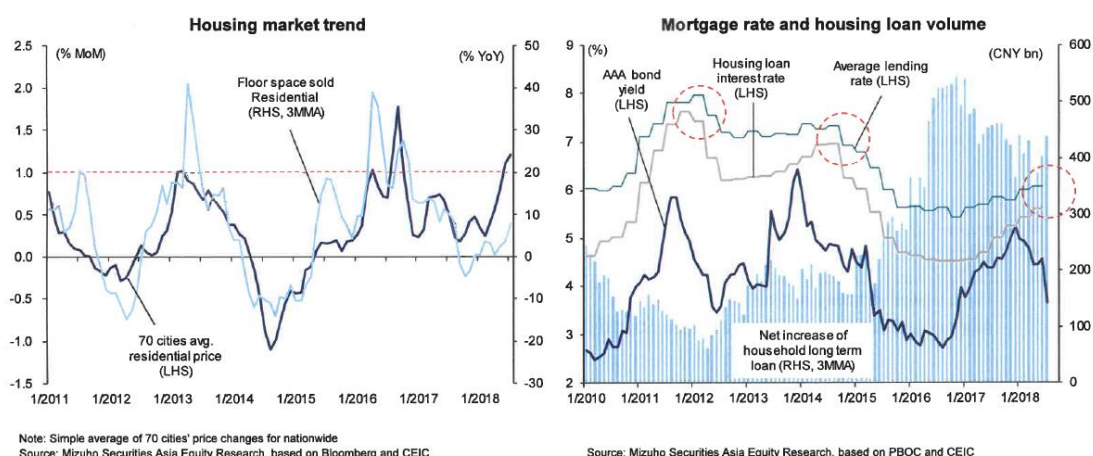 Housing market trend
(% MoM)
(% YoY)
2.5
2.0
1.5
1.0
0.5
0.0
-0.5
-1.0
-1.5
50
40
30
20
10
0
-10
-20
-30
Floor space sold
Residential
(RHS, 3MMA)
70 cities avg.
residential price
(LHS)
1/2011 1/2012 1/2013 1/2014 1/2015 1/2016 1/2017 1/2018
Note: Simple average of 70 cities' price changes for nationwide
Source: Mizuho Securities Asia Equity Research, based on Bloomberg and CEIC
Mortgage rate and housing loan volume
(%)
(CNY bn)
9
8
7
6
5
4
3
2
600
500
400
300
200
100
0
AAA bond
yield
(LHS)
Housing loan
interest rate
(LHS)
Average lending
rate (LHS)
Net increase of
household long term
loan (RHS, 3MMA)
1/2010 1/2011 1/2012 1/2013 1/2014 1/2015 1/2016 1/2017 1/2018
Source: Mizuho Securities Asia Equity Research, based on PBOC and CEIC